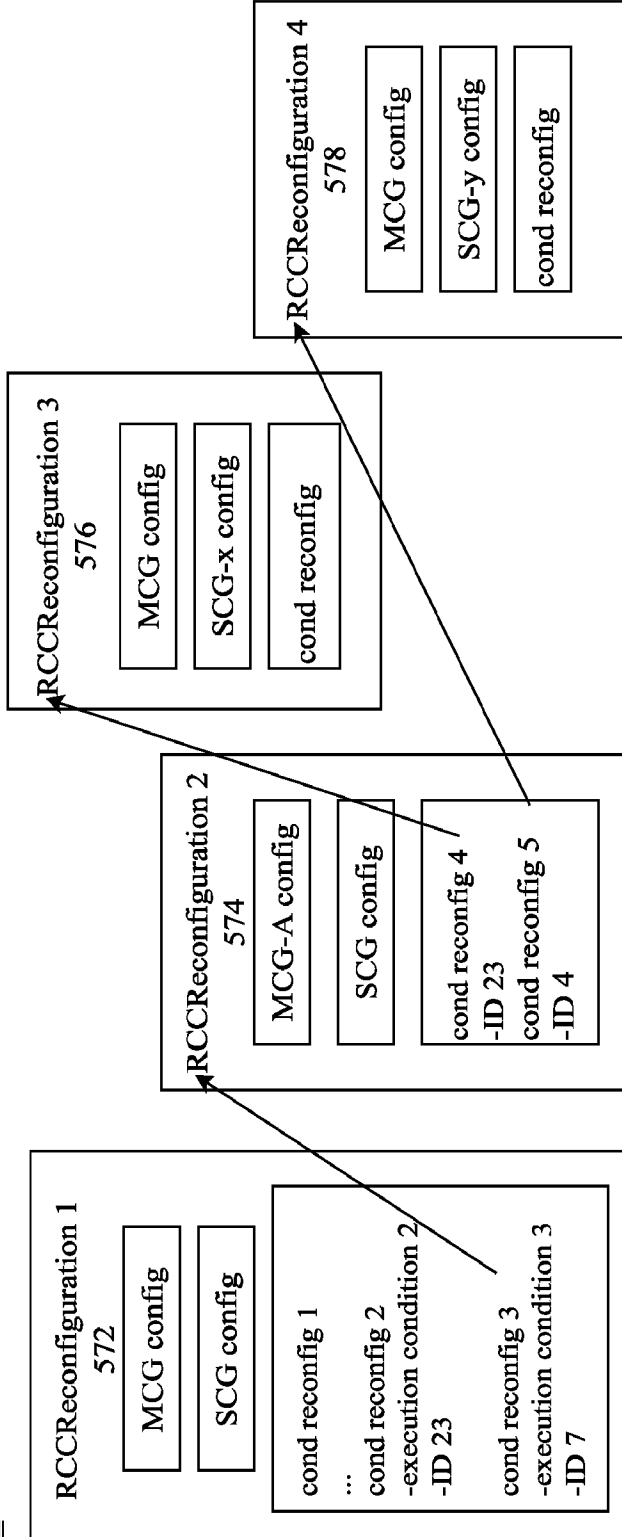 RCCReconfiguration 1
572
MCG config
SCG config
cond reconfig 1
...
cond reconfig 2
-execution condition 2
-ID 23
cond reconfig 3
-execution condition 3
-ID 7
RCCReconfiguration 2
574
MCG-A config
SCG config
cond reconfig 4
-ID 23
cond reconfig 5
-ID 4
RCCReconfiguration 3
576
MCG config
SCG-x config
cond reconfig
RCCReconfiguration 4
578
MCG config
SCG-y config
cond reconfig